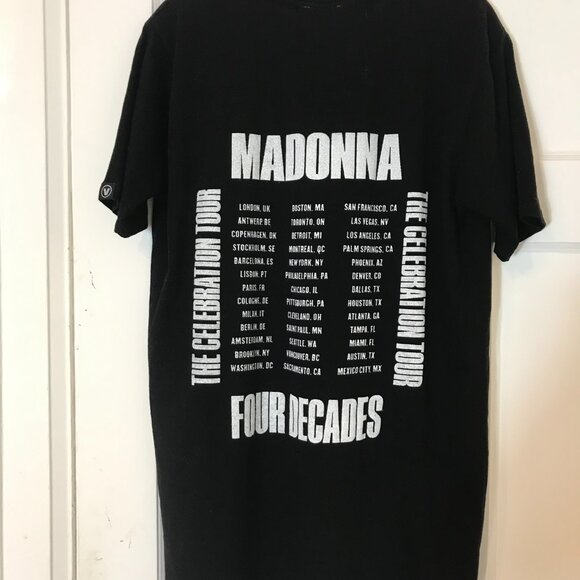 MADONNA
THE CELEBRATION TOUR
LONDON, UK BOSTON, MA SAN FRANCISCO, CA
ANTWERP, BE TORONTO, ON LAS VEGAS, NV
COPENHAGEN, DK DETROIT, MI LOS ANGELES, CA
STOCKHOLM, SE MONTREAL, QC PALM SPRINGS, CA
BARCELONA, ES NEW YORK, NY PHOENIX, AZ
LISBON, PT PHILADELPHIA, PA DENVER, CO
PARIS, FR CHICAGO, IL DALLAS, TX
COLOGNE, DE PITTSBURGH, PA HOUSTON, TX
MILAN, IT CLEVELAND, OH ATLANTA, GA
BERLIN, DE SAINT PAUL, MN TAMPA, FL
AMSTERDAM, NL SEATTLE, WA MIAMI, FL
BROOKLYN, NY VANCOUVER, BC AUSTIN, TX
WASHINGTON, DC SACRAMENTO, CA MEXICO CITY, MX
THE CELEBRATION TOUR
FOUR DECADES
V